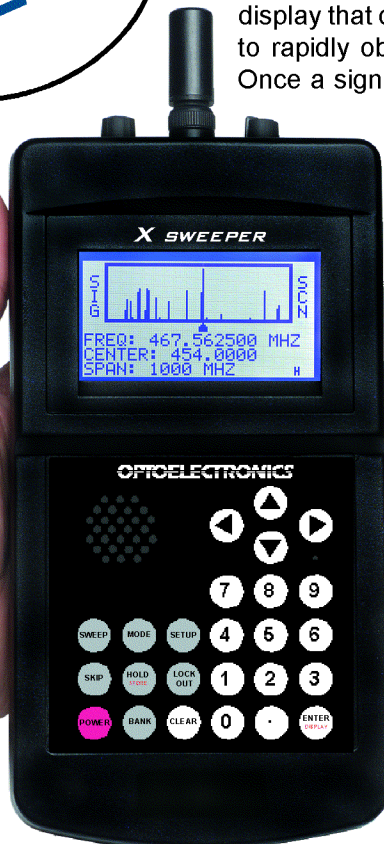 display that
to rapidly
Once a sign
X SWEEPER
SIG
SCN
FREQ: 467.562500 MHZ
CENTER: 454.0000
SPAN: 1000 MHZ H
OPTOELECTRONICS
7 8 9
SWEEP MODE SETUP 4 5 6
SKIP HOLD STORE LOCK OUT 1 2 3
POWER BANK CLEAR 0 . ENTER DISPLAY